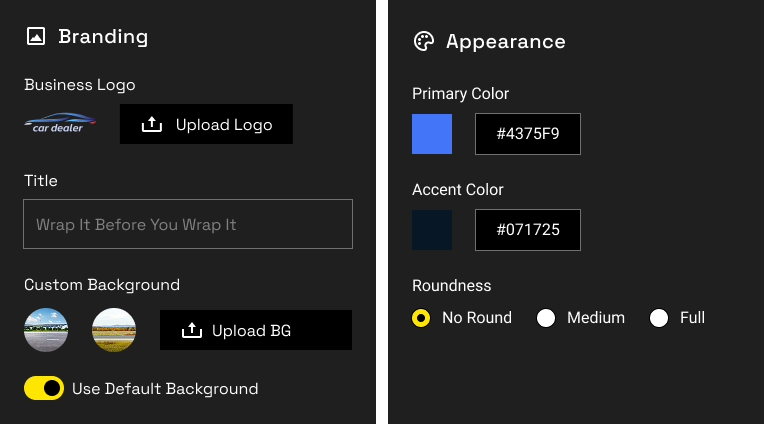 Branding
Business Logo
car dealer
Upload Logo
Title
Wrap It Before You Wrap It
Custom Background
Upload BG
Use Default Background
Appearance
Primary Color
#4375F9
Accent Color
#071725
Roundness
No Round
Medium
Full